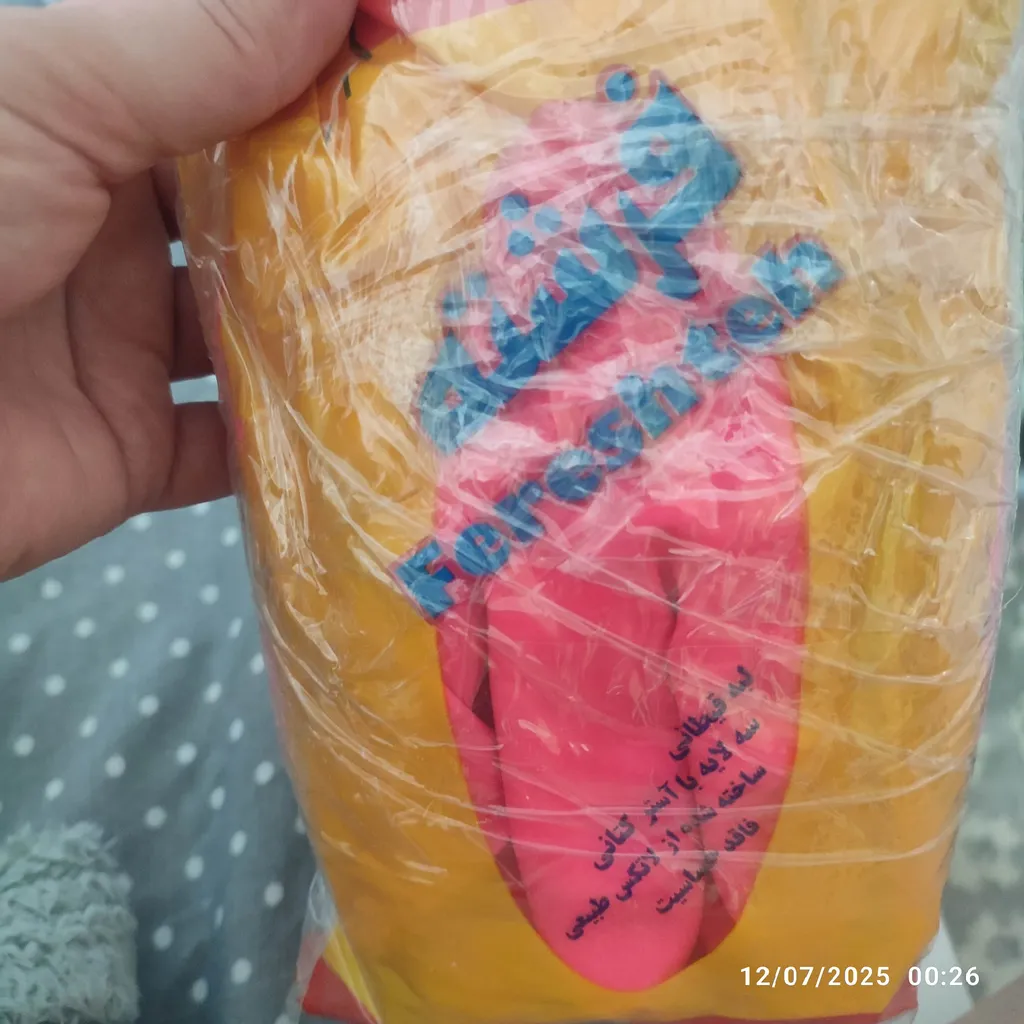 فرشته
Fereshteh
لبه قیطانی
سه لایه با آستر کتانی
ساخته شده از لاتکس طبیعی
فاقد حساسیت
12/07/2025 00:26